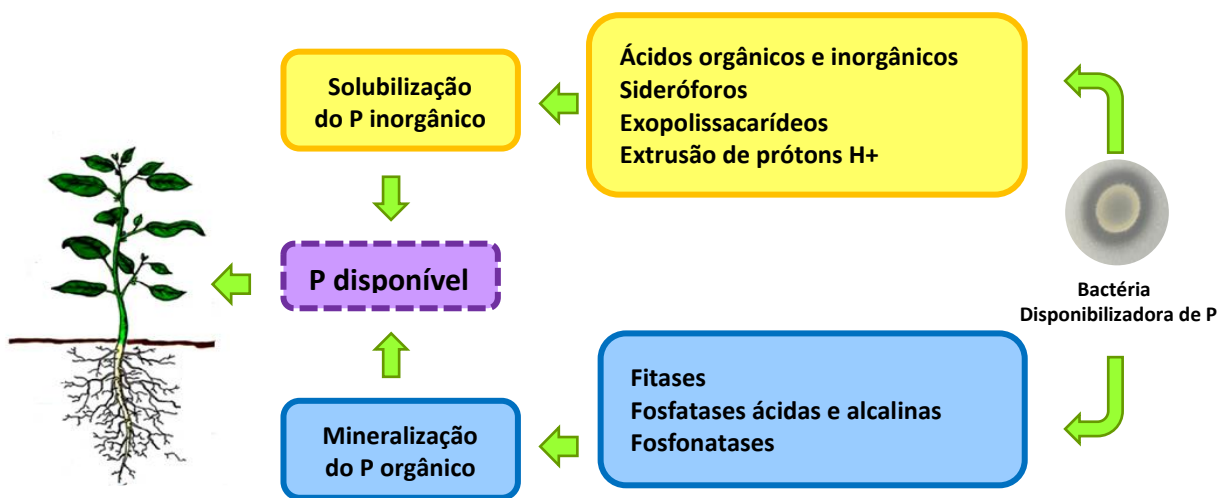 Solubilização
do P inorgânico
Ácidos orgânicos e inorgânicos
Sideróforos
Exopolissacarídeos
Extrusão de prótons H+
P disponível
Bactéria
Disponibilizadora de P
Mineralização
do P orgânico
Fitases
Fosfatases ácidas e alcalinas
Fosfonatases